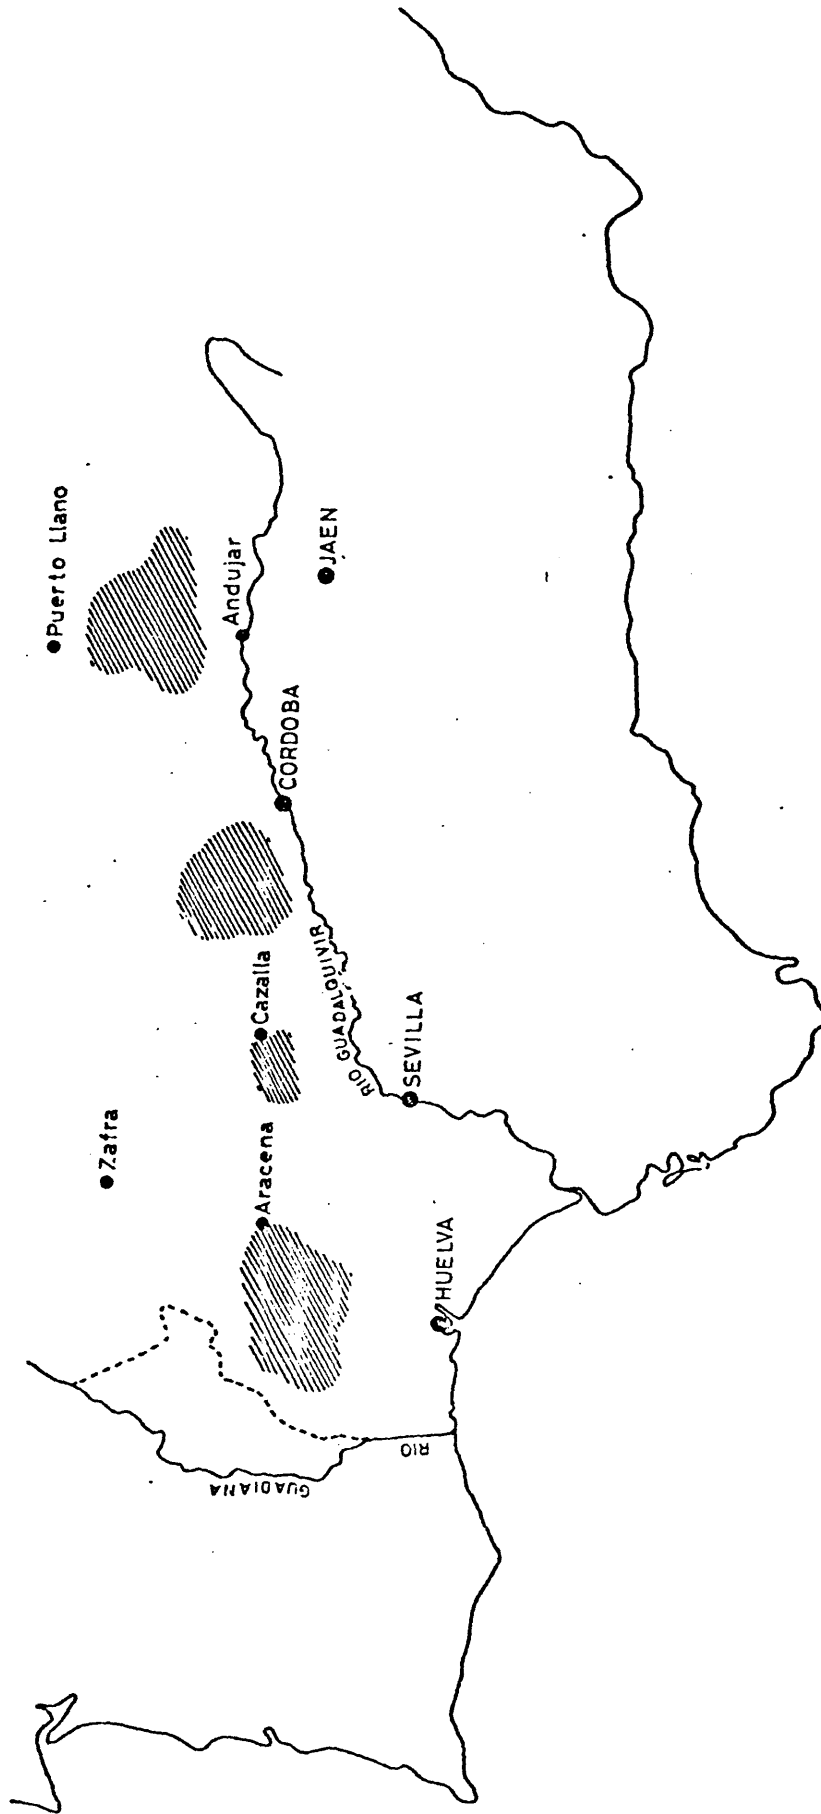 Puerto Llano
Andujar
JAEN
CORDOBA
Cazalla
RIO GUADALQUIVIR
Zafra
Aracena
SEVILLA
HUELVA
RIO
GUADIANA